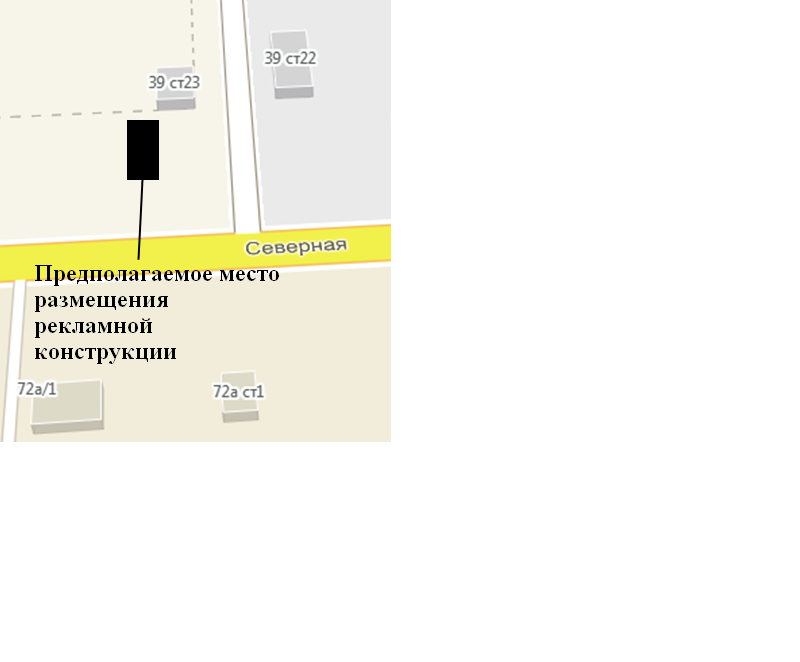 39 ст22
39 ст23
Северная
Предполагаемое место
размещения
рекламной
конструкции
72а/1
72а ст1